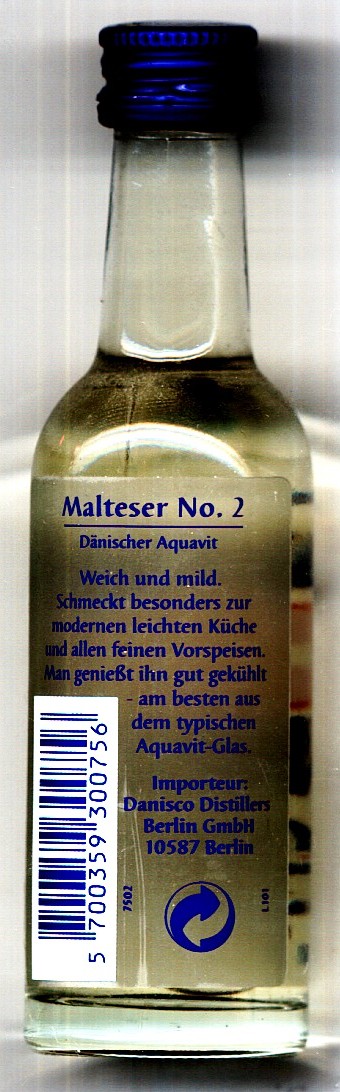 Malteser No. 2
Dänischer Aquavit
Weich und mild.
Schmeckt besonders zur
modernen leichten Küche
und allen feinen Vorspeisen.
Man genießt ihn gut gekühlt
- am besten aus
dem typischen
Aquavit-Glas.
Importeur:
Danisco Distillers
Berlin GmbH
10587 Berlin
5 700359 300756
7502
L101